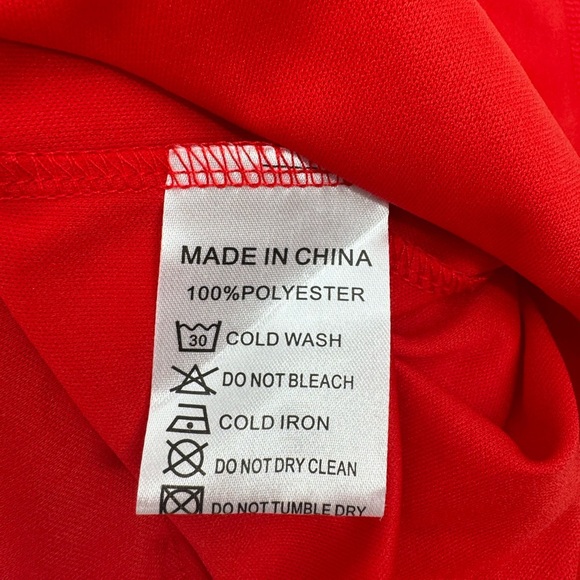 MADE IN CHINA
100%POLYESTER
30 COLD WASH
DO NOT BLEACH
COLD IRON
DO NOT DRY CLEAN
DO NOT TUMBLE DRY